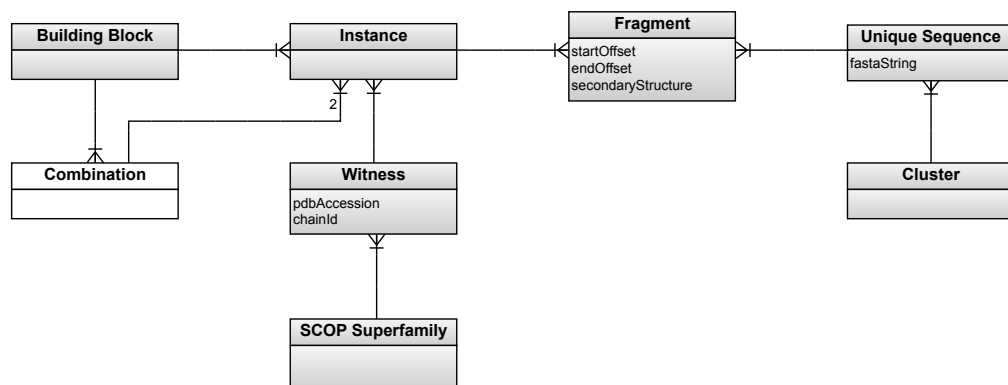 Building Block
Instance
Fragment
startOffset
endOffset
secondaryStructure
Unique Sequence
fastaString
2
Combination
Witness
pdbAccession
chainId
Cluster
SCOP Superfamily